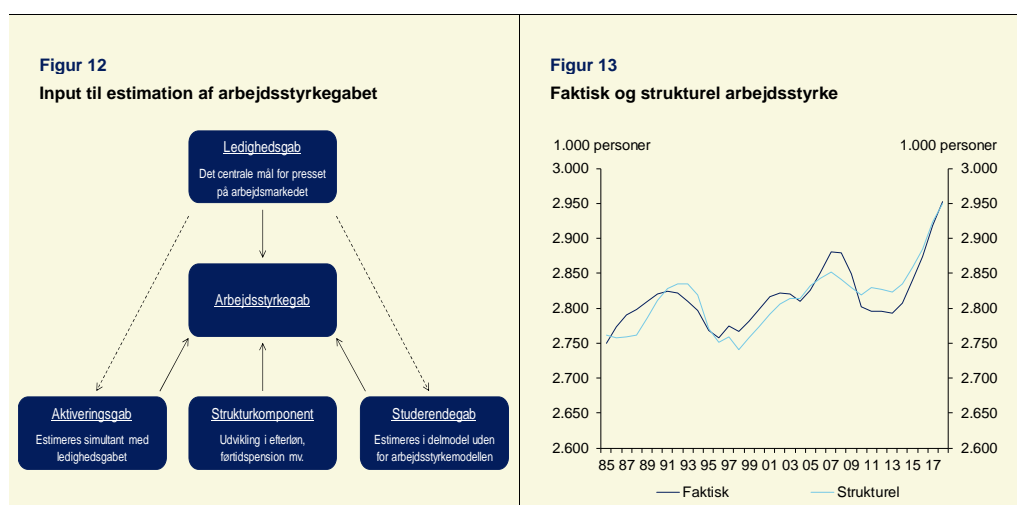 Figur 12
Input til estimation af arbejdsstyrkegabet
Ledighedsgab
Det centrale mål for presset
på arbejdsmarkedet
Arbejdsstyrkegab
Aktiveringsgab
Estimeres simultant med
ledighedsgabet
Strukturkomponent
Udvikling i efterløn,
førtidspension mv.
Studerendegab
Estimeres i delmodel uden
for arbejdsstyrkemodellen
Figur 13
Faktisk og strukturel arbejdsstyrke
1.000 personer 1.000 personer
3.000 3.000
2.950 2.950
2.900 2.900
2.850 2.850
2.800 2.800
2.750 2.750
2.700 2.700
2.650 2.650
2.600 2.600
85 87 89 91 93 95 97 99 01 03 05 07 09 11 13 15 17
Faktisk Strukturel